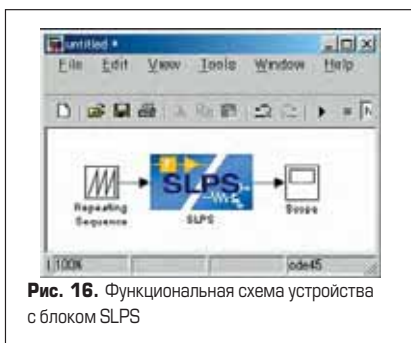 untitled *
File Edit View Tools Window Help
SLPS
Repeating
Sequence
SLPS
Scope
100%
ode45
Рис. 16. Функциональная схема устройства
с блоком SLPS